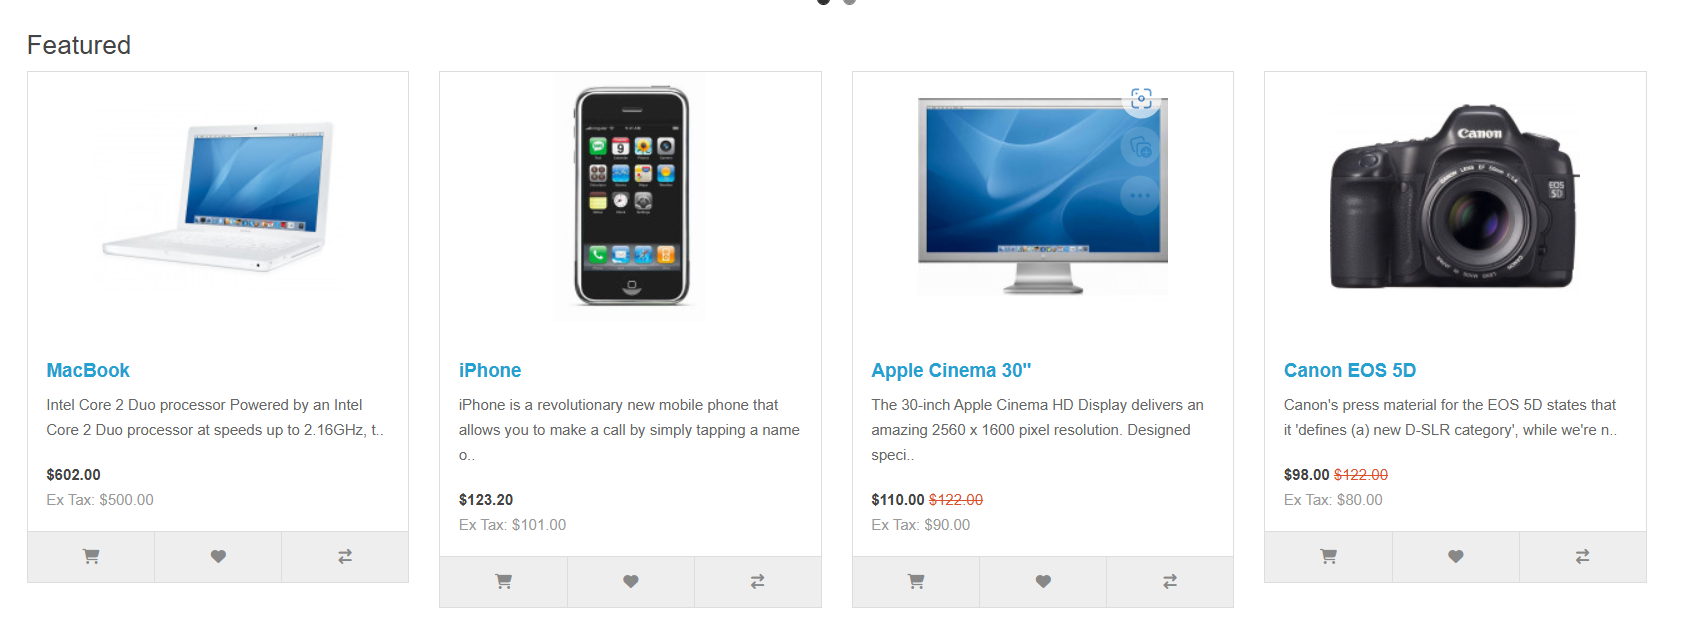 Featured
MacBook
Intel Core 2 Duo processor Powered by an Intel
Core 2 Duo processor at speeds up to 2.16GHz, t..
$602.00
Ex Tax: $500.00
iPhone
iPhone is a revolutionary new mobile phone that
allows you to make a call by simply tapping a name
o..
$123.20
Ex Tax: $101.00
Apple Cinema 30"
The 30-inch Apple Cinema HD Display delivers an
amazing 2560 x 1600 pixel resolution. Designed
speci..
$110.00 $122.00
Ex Tax: $90.00
Canon
EOS
5D
Canon EOS 5D
Canon's press material for the EOS 5D states that
it 'defines (a) new D-SLR category', while we're n..
$98.00 $122.00
Ex Tax: $80.00